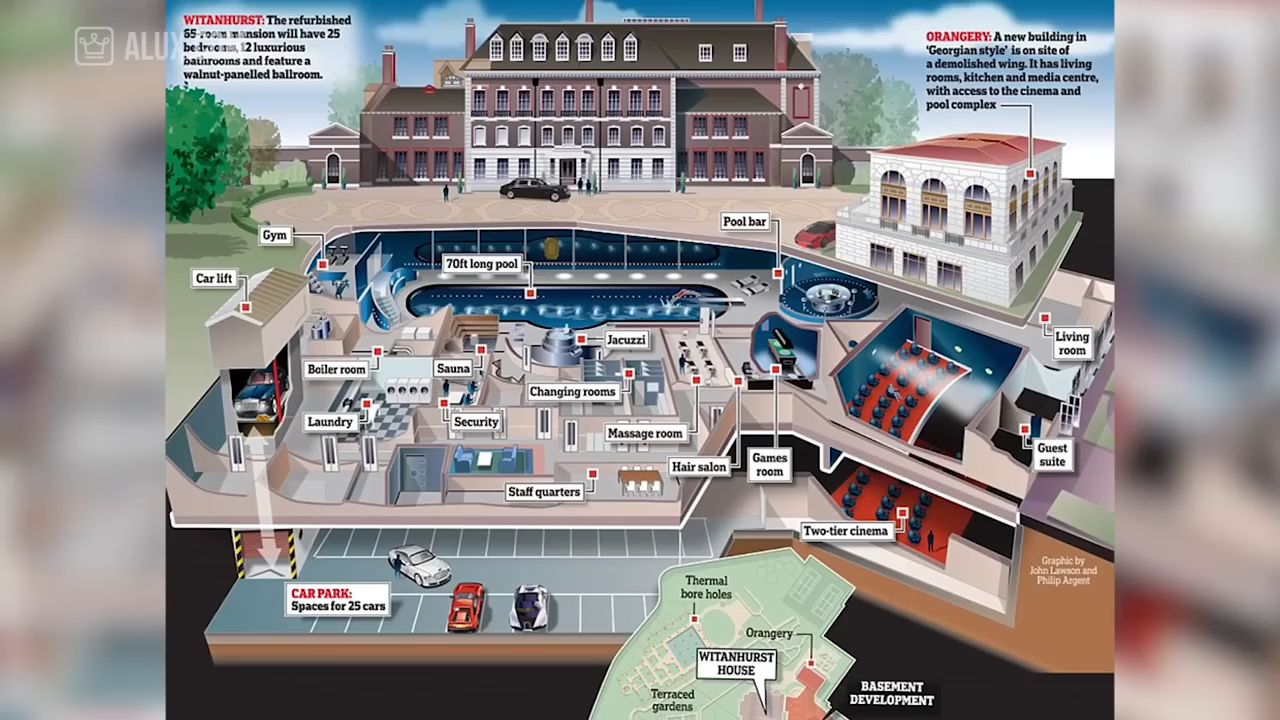 WITANHURST: The refurbished
65-room mansion will have 25
bedrooms, 12 luxurious
bathrooms and feature a
walnut-panelled ballroom.
ALUX
ORANGERY: A new building in
‘Georgian style’ is on site of
a demolished wing. It has living
rooms, kitchen and media centre,
with access to the cinema and
pool complex
Pool bar
Gym
70ft long pool
Car lift
Living
room
Jacuzzi
Boiler room
Sauna
Changing rooms
Laundry
Security
Massage room
Hair salon
Games
room
Guest
suite
Staff quarters
Two-tier cinema
Graphic by
John Lawson and
Philip Argent
CAR PARK:
Spaces for 25 cars
Thermal
bore holes
Orangery
WITANHURST
HOUSE
Terraced
gardens
BASEMENT
DEVELOPMENT